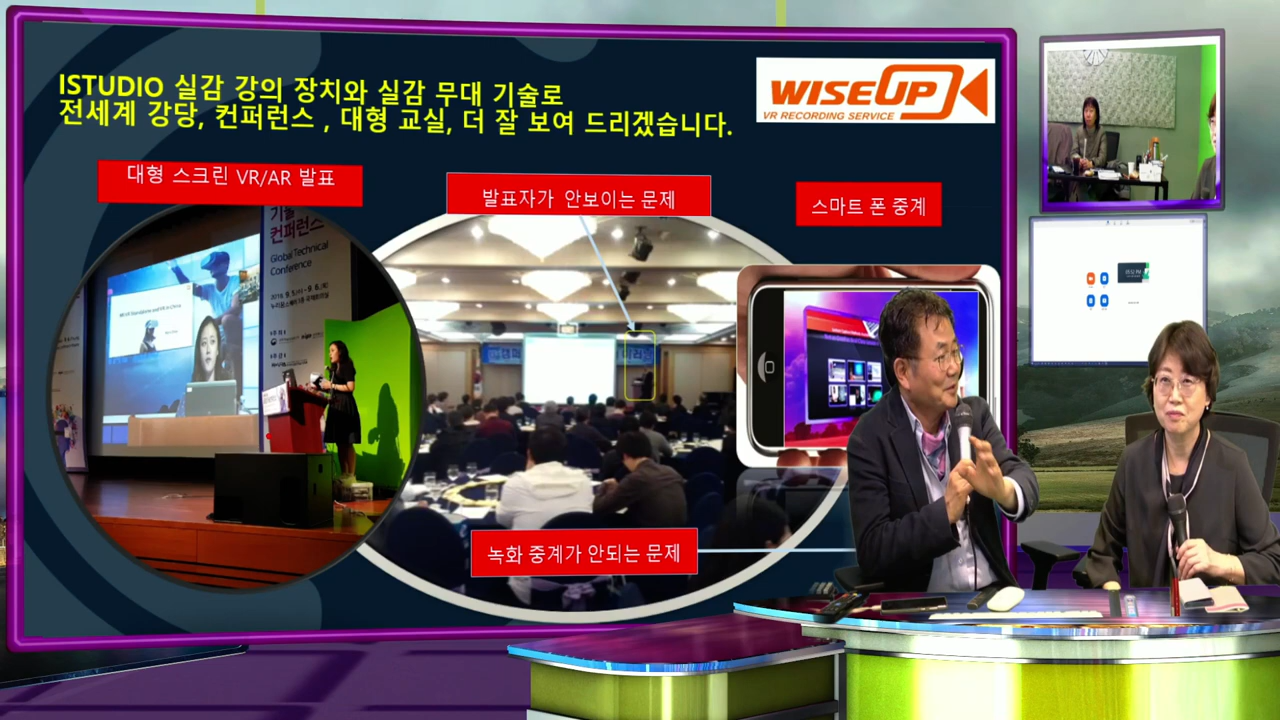 ISTUDIO 실감 강의 장치와 실감 무대 기술로
전세계 강당, 컨퍼런스 , 대형 교실, 더 잘 보여 드리겠습니다.
WISEUP
VR RECORDING SERVICE
대형 스크린 VR/AR 발표
발표자가 안보이는 문제
스마트 폰 중계
기술
컨퍼런스
Global Technical
Conference
녹화 중계가 안되는 문제